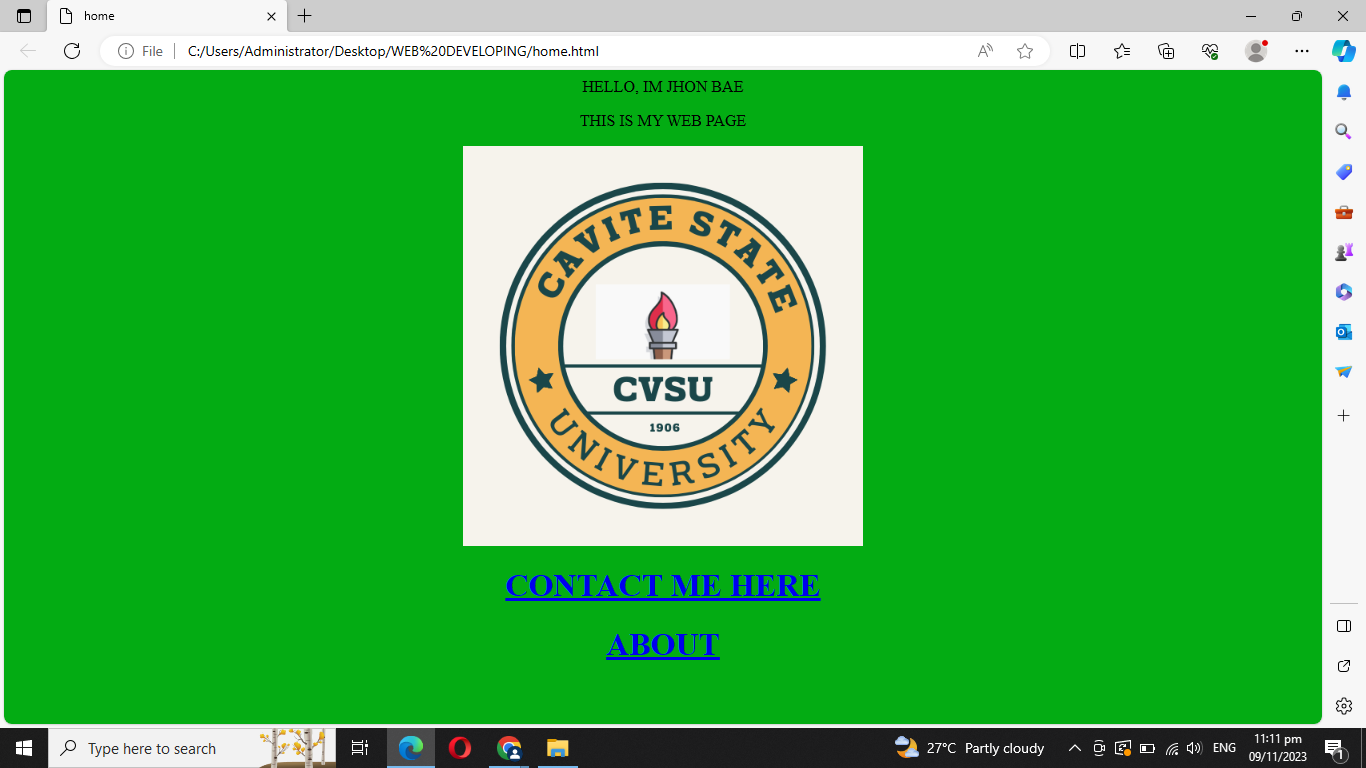 home
File
C:/Users/Administrator/Desktop/WEB%20DEVELOPING/home.html
HELLO, IM JHON BAE
THIS IS MY WEB PAGE
CAVITE STATE
CVSU
1906
UNIVERSITY
CONTACT ME HERE
ABOUT
Type here to search
27°C Partly cloudy
ENG
11:11 pm
09/11/2023
1